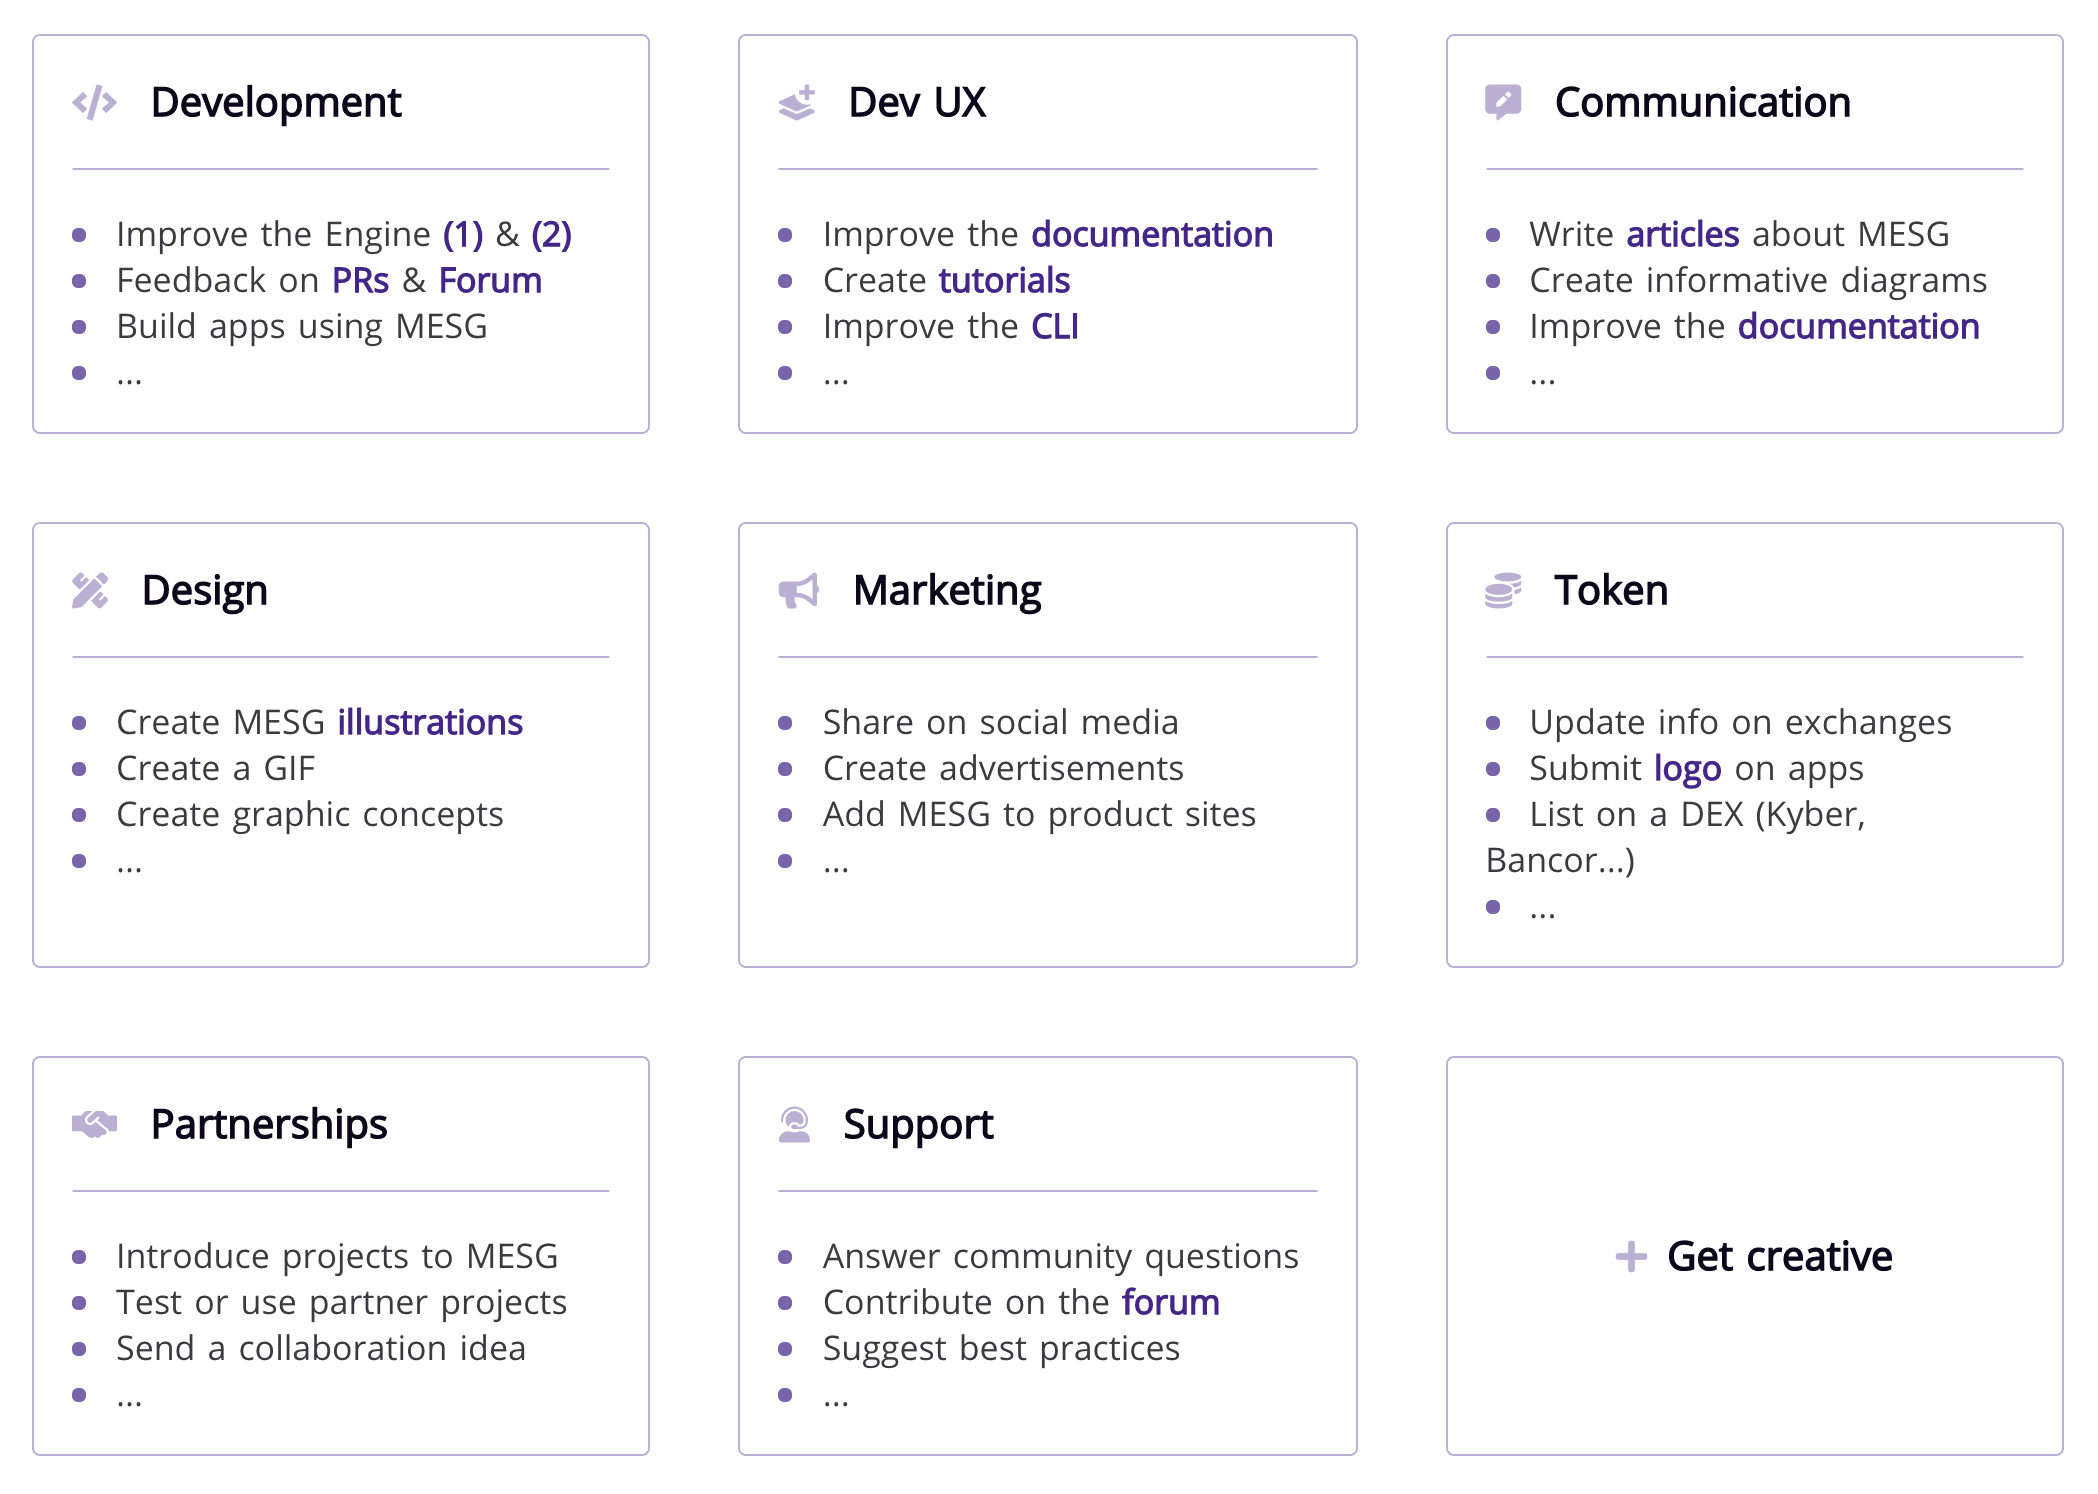 Development
Improve the Engine (1) & (2)
Feedback on PRs & Forum
Build apps using MESG
...
Dev UX
Improve the documentation
Create tutorials
Improve the CLI
...
Communication
Write articles about MESG
Create informative diagrams
Improve the documentation
...
Design
Create MESG illustrations
Create a GIF
Create graphic concepts
...
Marketing
Share on social media
Create advertisements
Add MESG to product sites
...
Token
Update info on exchanges
Submit logo on apps
List on a DEX (Kyber,
Bancor...)
...
Partnerships
Introduce projects to MESG
Test or use partner projects
Send a collaboration idea
...
Support
Answer community questions
Contribute on the forum
Suggest best practices
...
Get creative